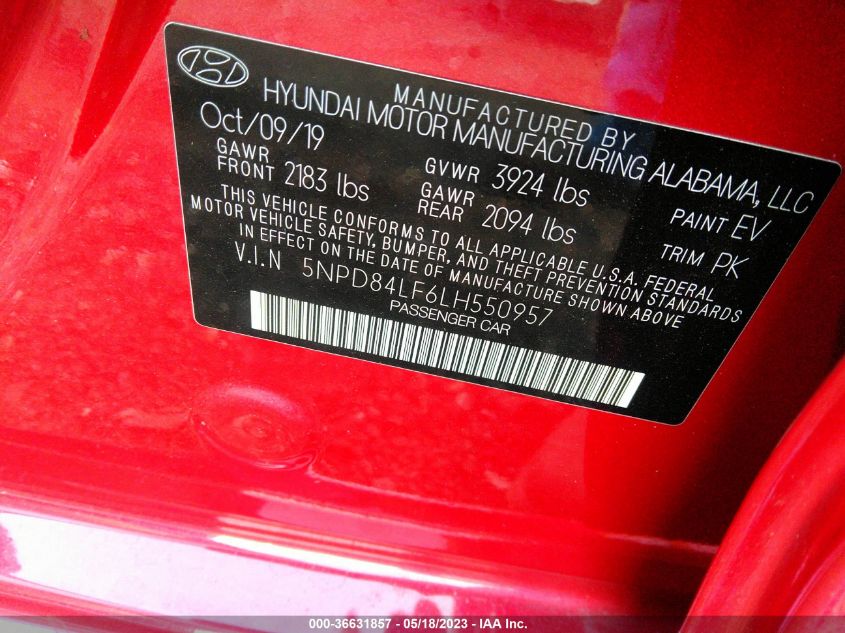 MANUFACTURED BY
HYUNDAI MOTOR MANUFACTURING ALABAMA, LLC
Oct/09/19
GVWR 3924 lbs
PAINT EV
GAWR FRONT 2183 lbs
GAWR REAR 2094 lbs
TRIM PK
THIS VEHICLE CONFORMS TO ALL APPLICABLE U.S.A. FEDERAL
MOTOR VEHICLE SAFETY, BUMPER, AND THEFT PREVENTION STANDARDS
IN EFFECT ON THE DATE OF MANUFACTURE SHOWN ABOVE
V.I.N 5NPD84LF6LH550957
PASSENGER CAR
000-36631857 - 05/18/2023 - IAA Inc.